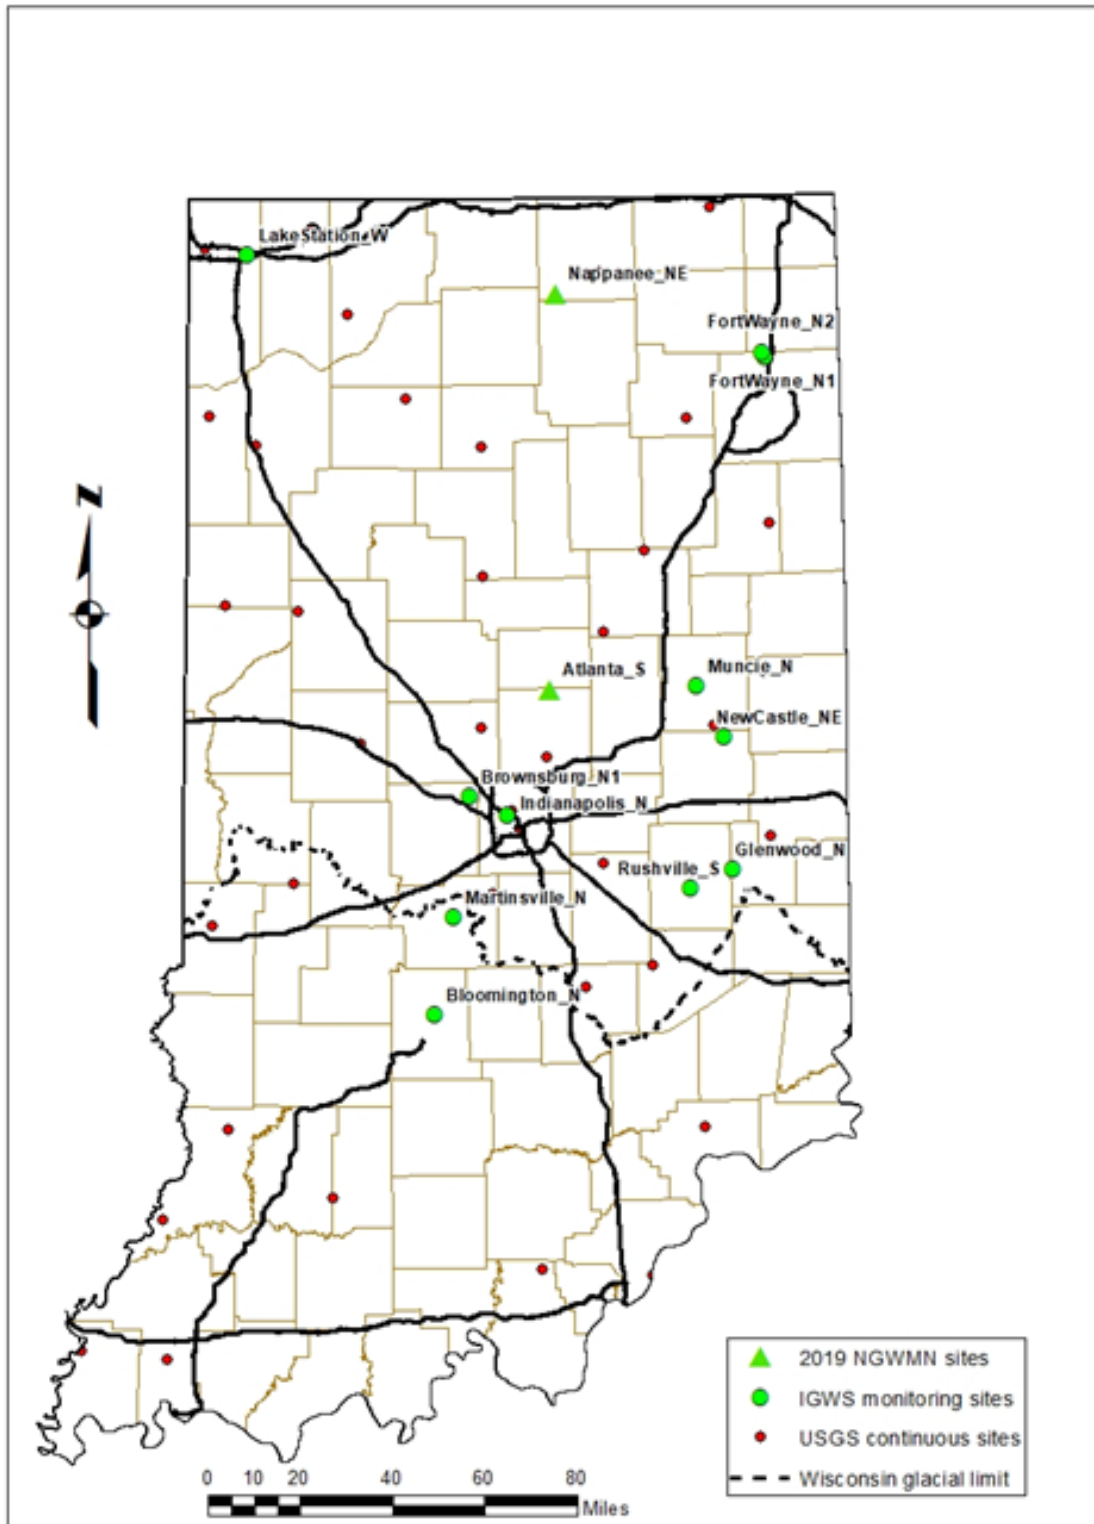 LakeStation_W
Nappanee_NE
FortWayne_N2
FortWayne_N1
N
Atlanta_S
Muncie_N
NewCastle_NE
Brownsburg_N1
Indianapolis_N
Glenwood_N
Rushville_S
Martinsville_N
Bloomington_N
2019 NGWMN sites
IGWS monitoring sites
USGS continuous sites
Wisconsin glacial limit
0 10 20 40 60 80
Miles